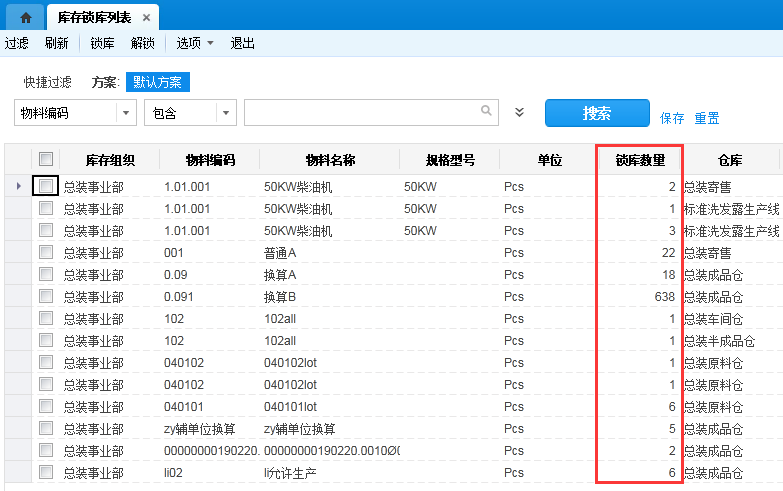 库存锁库列表 ×
过滤 刷新 锁库 解锁 选项 退出
快捷过滤 方案: 默认方案
物料编码 包含 搜索 保存 重置
库存组织 物料编码 物料名称 规格型号 单位 锁库数量 仓库
总装事业部 1.01.001 50KW柴油机 50KW Pcs 2 总装寄售
总装事业部 1.01.001 50KW柴油机 50KW Pcs 1 标准洗发露生产线
总装事业部 1.01.001 50KW柴油机 50KW Pcs 3 标准洗发露生产线
总装事业部 001 普通A Pcs 22 总装寄售
总装事业部 0.09 换算A Pcs 18 总装成品仓
总装事业部 0.091 换算B Pcs 638 总装成品仓
总装事业部 102 102all Pcs 1 总装车间仓
总装事业部 102 102all Pcs 1 总装半成品仓
总装事业部 040102 040102lot Pcs 1 总装原料仓
总装事业部 040102 040102lot Pcs 1 总装原料仓
总装事业部 040101 040101lot Pcs 6 总装原料仓
总装事业部 zy辅单位换算 zy辅单位换算 Pcs 5 总装成品仓
总装事业部 00000000190220. 00000000190220.0010Ø0 Pcs 2 总装成品仓
总装事业部 li02 li允许生产 Pcs 6 总装成品仓